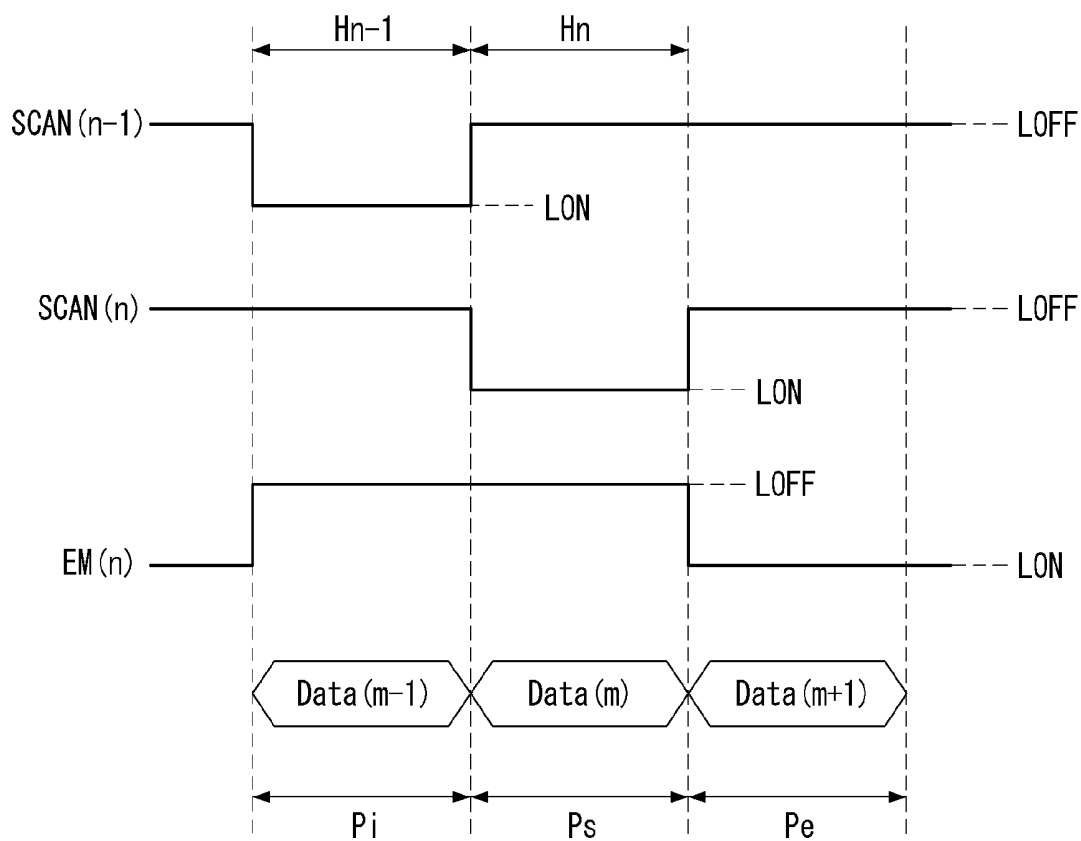 Hn-1 Hn
SCAN(n-1) LOFF
LON
SCAN(n) LOFF
LON
LOFF
EM(n) LON
Data(m-1) Data(m) Data(m+1)
Pi Ps Pe